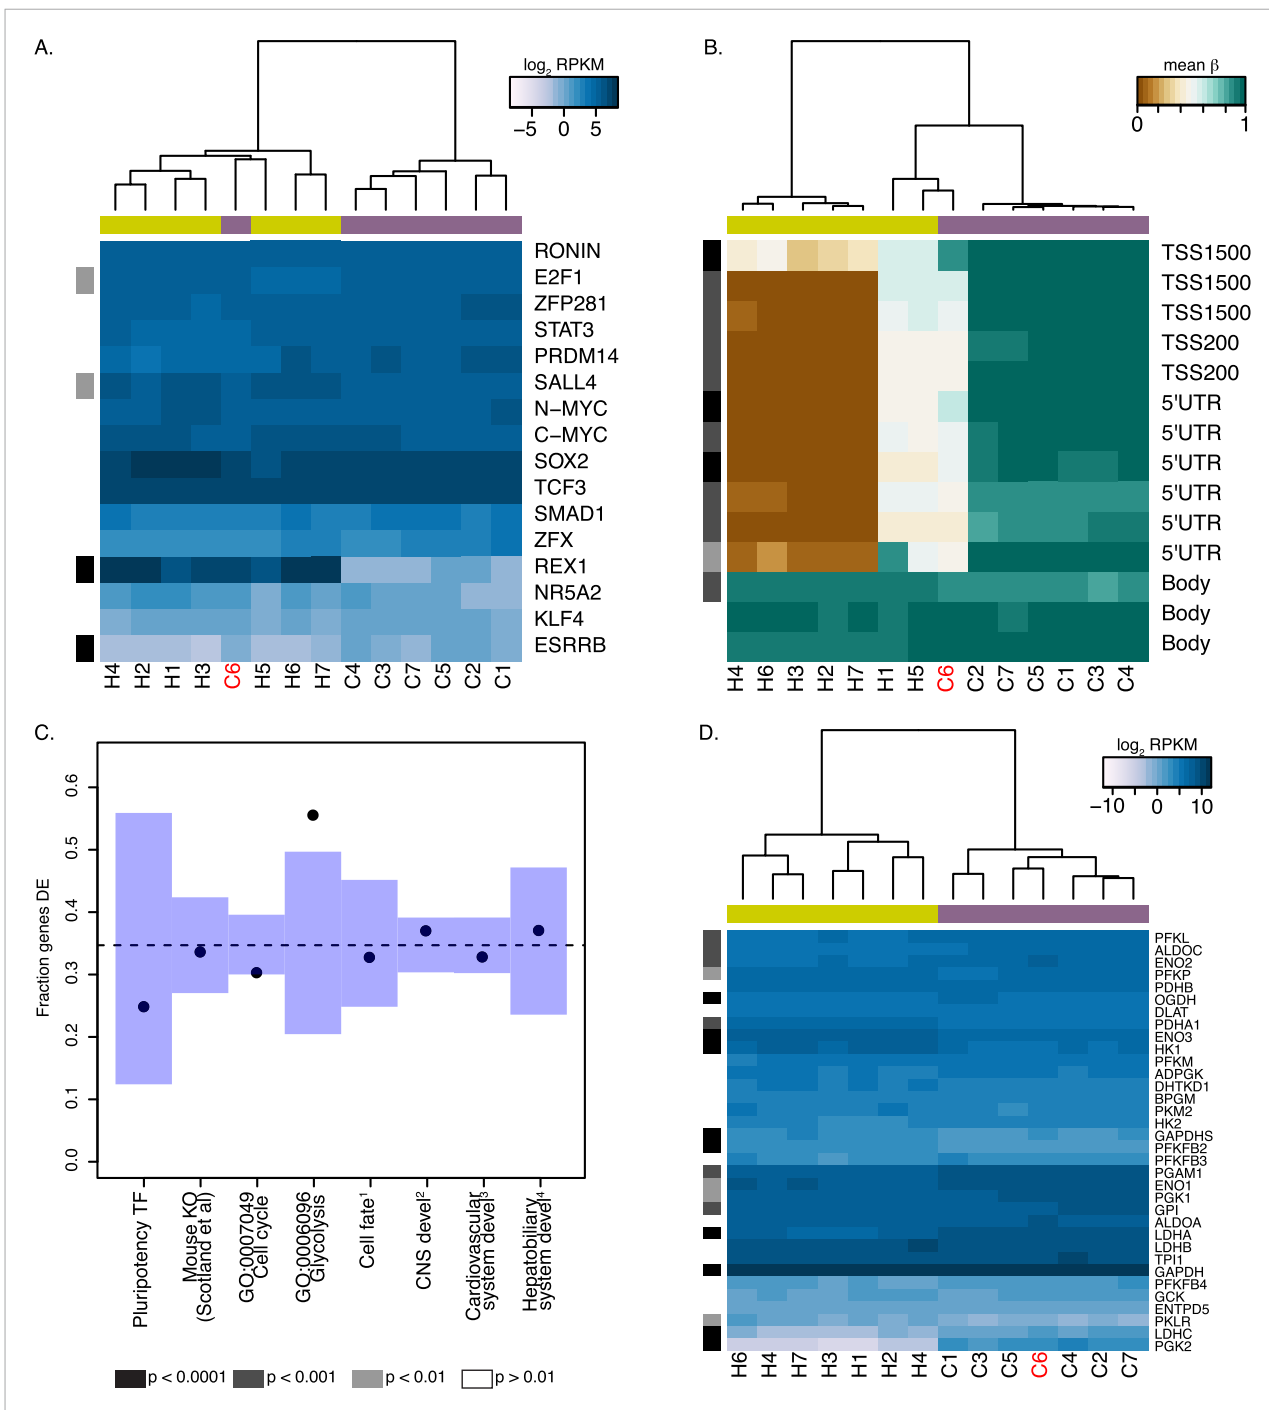 A.
log2 RPKM
−5 0 5
RONIN
E2F1
ZFP281
STAT3
PRDM14
SALL4
N−MYC
C−MYC
SOX2
TCF3
SMAD1
ZFX
REX1
NR5A2
KLF4
ESRRB
H4 H2 H1 H3 C6 H5 H6 H7 C4 C3 C7 C5 C2 C1
B.
mean β
0 1
TSS1500
TSS1500
TSS1500
TSS200
TSS200
5'UTR
5'UTR
5'UTR
5'UTR
5'UTR
5'UTR
Body
Body
Body
H4 H6 H3 H2 H7 H1 H5 C6 C2 C7 C5 C1 C3 C4
C.
Fraction genes DE
0.6
0.5
0.4
0.3
0.2
0.1
0.0
Pluripotency TF
Mouse KO
(Scotland et al)
GO:0007049
Cell cycle
GO:0006096
Glycolysis
Cell fate1
CNS devel2
Cardiovascular
system devel3
Hepatobiliary
system devel4
p < 0.0001 p < 0.001 p < 0.01 p > 0.01
D.
log2 RPKM
−10 0 10
PFKL
ALDOC
ENO2
PFKP
PDHB
OGDH
DLAT
PDHA1
ENO3
HK1
PFKM
ADPGK
DHTKD1
BPGM
PKM2
HK2
GAPDHS
PFKFB2
PFKFB3
PGAM1
ENO1
PGK1
GPI
ALDOA
LDHA
LDHB
TPI1
GAPDH
PFKFB4
GCK
ENTPD5
PKLR
LDHC
PGK2
H6 H4 H7 H3 H1 H2 H4 C1 C3 C5 C6 C4 C2 C7